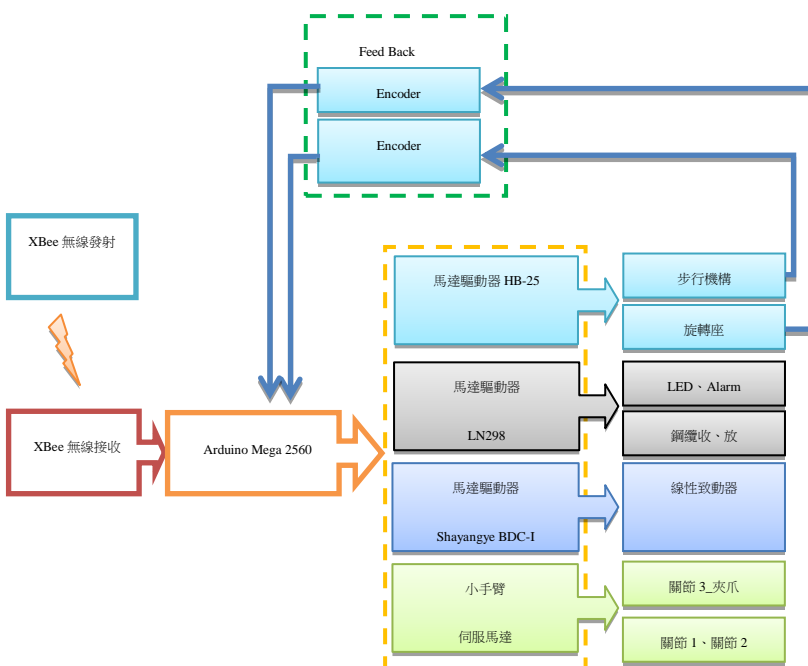 Feed Back
Encoder
Encoder
XBee 無線發射
馬達驅動器 HB-25
步行機構
旋轉座
馬達驅動器
LN298
LED、Alarm
鋼纜收、放
XBee 無線接收
Arduino Mega 2560
馬達驅動器
Shayangye BDC-I
線性致動器
小手臂
伺服馬達
關節 3_夾爪
關節 1、關節 2